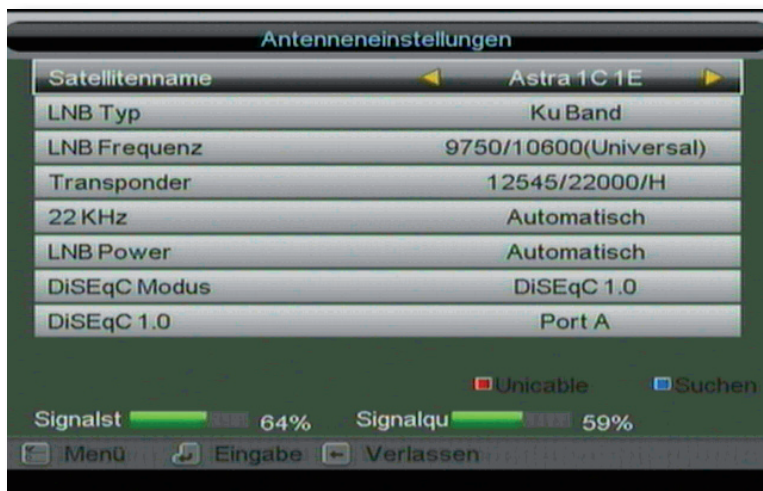 Antenneneinstellungen
Satellitenname Astra 1C 1E
LNB Typ Ku Band
LNB Frequenz 9750/10600(Universal)
Transponder 12545/22000/H
22 KHz Automatisch
LNB Power Automatisch
DiSEqC Modus DiSEqC 1.0
DiSEqC 1.0 Port A
Unicable Suchen
Signalst 64% Signalqu 59%
Menü Eingabe Verlassen